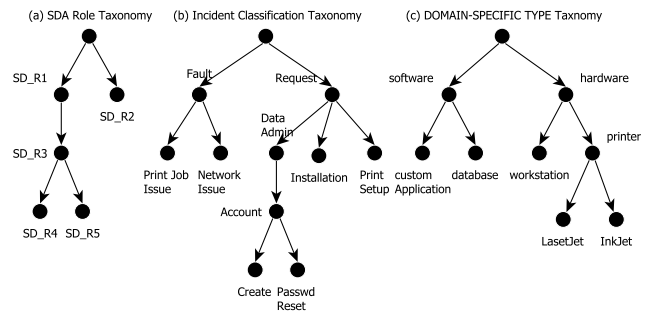 (a) SDA Role Taxonomy
(b) Incident Classification Taxonomy
(c) DOMAIN-SPECIFIC TYPE Taxnomy
SD_R1
SD_R2
SD_R3
SD_R4
SD_R5
Fault
Request
Data
Admin
Print Job
Issue
Network
Issue
Installation
Print
Setup
Account
Create
Passwd
Reset
software
hardware
custom
Application
database
workstation
printer
LasetJet
InkJet